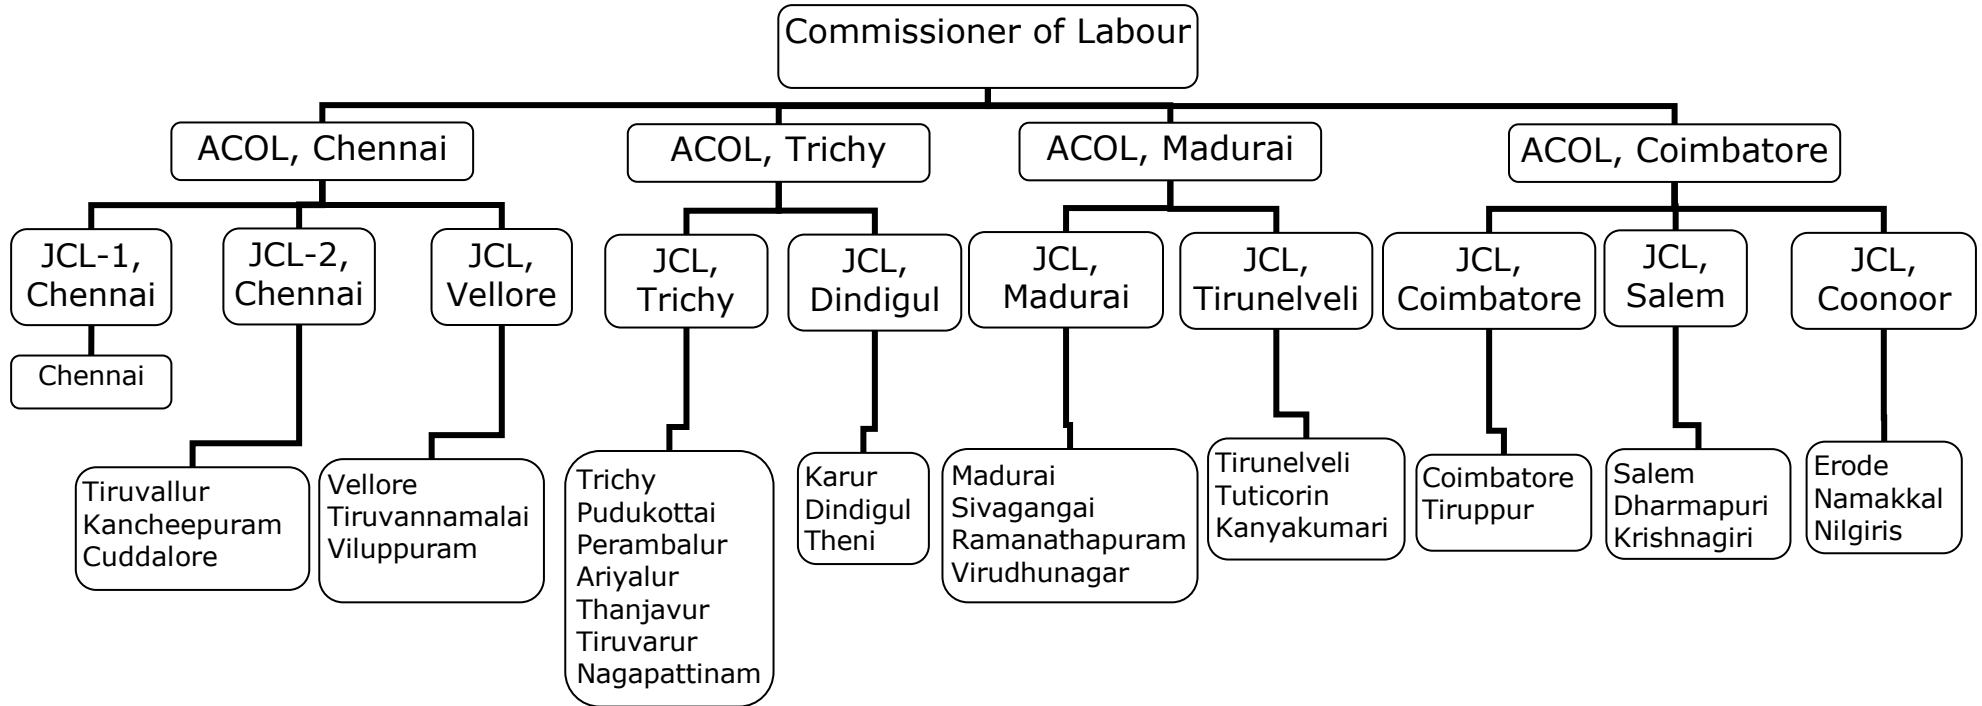 Commissioner of Labour
ACOL, Chennai
ACOL, Trichy
ACOL, Madurai
ACOL, Coimbatore
JCL-1,
Chennai
JCL-2,
Chennai
JCL,
Vellore
JCL,
Trichy
JCL,
Dindigul
JCL,
Madurai
JCL,
Tirunelveli
JCL,
Coimbatore
JCL,
Salem
JCL,
Coonoor
Chennai
Tiruvallur
Kancheepuram
Cuddalore
Vellore
Tiruvannamalai
Viluppuram
Trichy
Pudukottai
Perambalur
Ariyalur
Thanjavur
Tiruvarur
Nagapattinam
Karur
Dindigul
Theni
Madurai
Sivagangai
Ramanathapuram
Virudhunagar
Tirunelveli
Tuticorin
Kanyakumari
Coimbatore
Tiruppur
Salem
Dharmapuri
Krishnagiri
Erode
Namakkal
Nilgiris